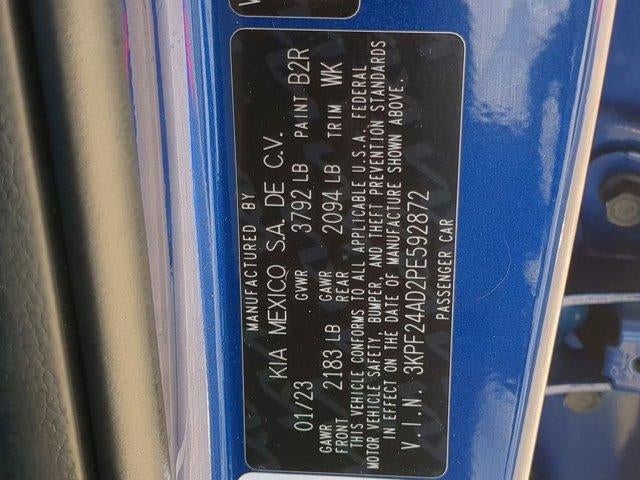 MANUFACTURED BY
KIA MEXICO S.A. DE C.V.
01/23 GVWR 3792 LB PAINT B2R
GAWR FRONT 2183 LB GAWR REAR 2094 LB TRIM WK
THIS VEHICLE CONFORMS TO ALL APPLICABLE U.S.A. FEDERAL
MOTOR VEHICLE SAFETY, BUMPER, AND THEFT PREVENTION STANDARDS
IN EFFECT ON THE DATE OF MANUFACTURE SHOWN ABOVE.
V.I.N. 3KPF24AD2PE592872
PASSENGER CAR